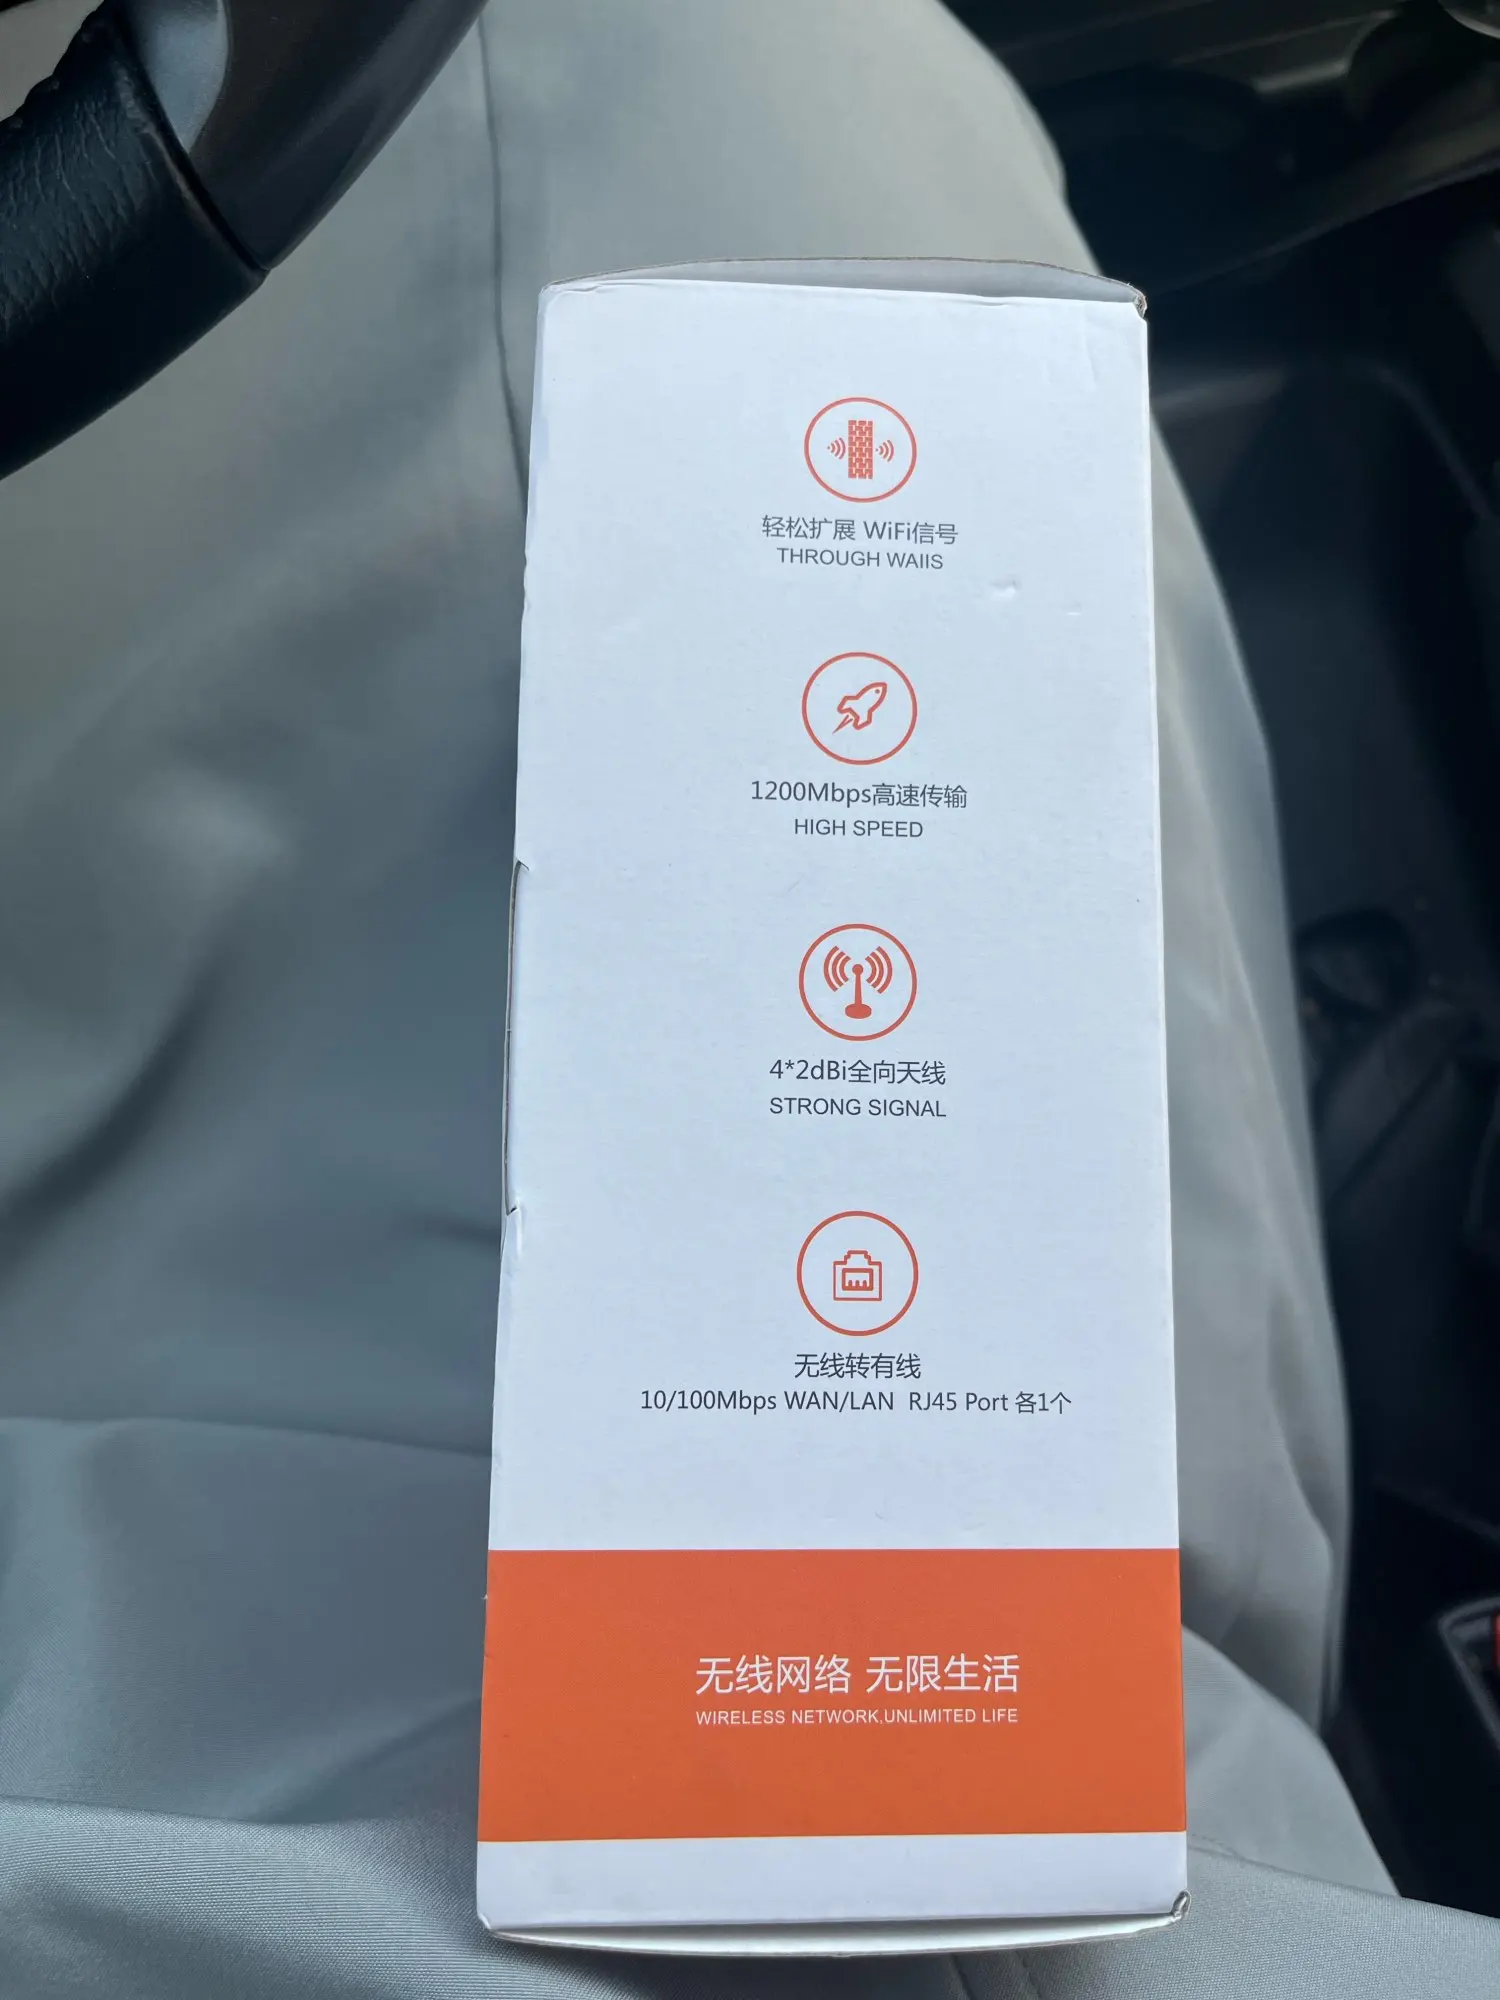 轻松扩展 WiFi信号
THROUGH WAIIS
1200Mbps高速传输
HIGH SPEED
4*2dBi全向天线
STRONG SIGNAL
无线转有线
10/100Mbps WAN/LAN RJ45 Port 各1个
无线网络 无限生活
WIRELESS NETWORK,UNLIMITED LIFE